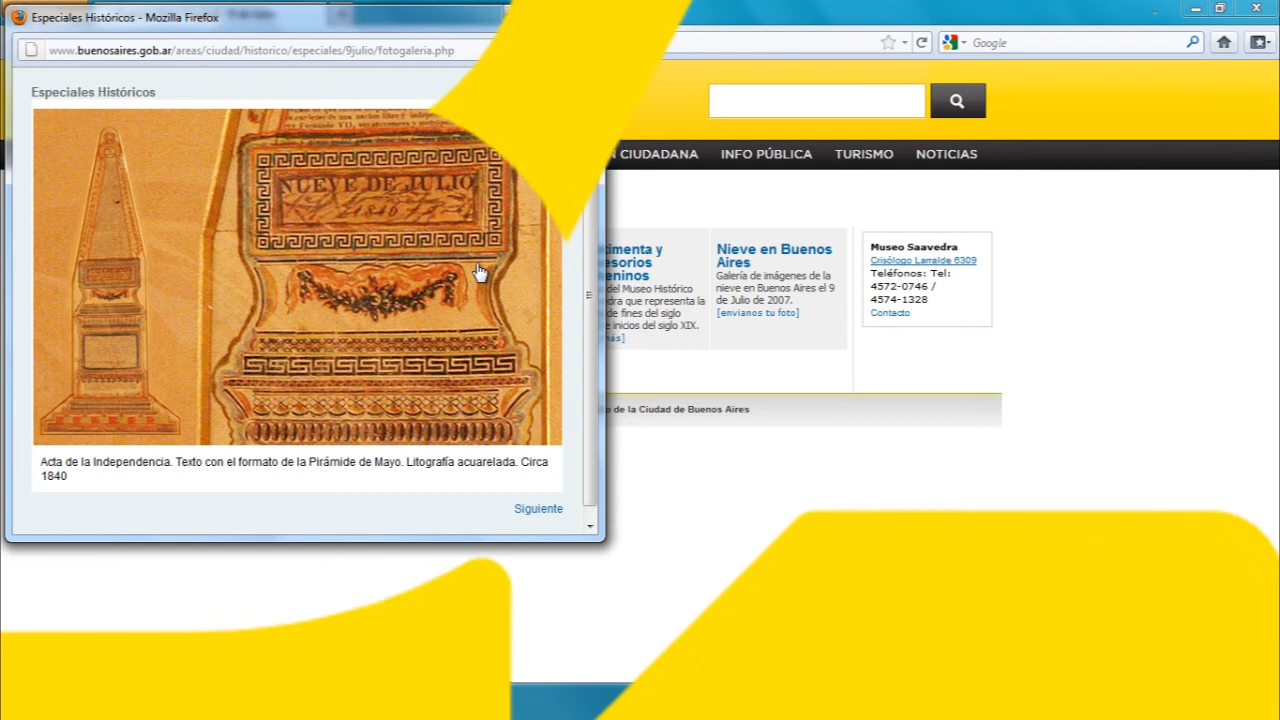 Especiales Históricos - Mozilla Firefox
www.buenosaires.gob.ar/areas/ciudad/historico/especiales/9julio/fotogaleria.php
Google
Especiales Históricos
NUEVE DE JULIO
1816
Acta de la Independencia. Texto con el formato de la Pirámide de Mayo. Litografía acuarelada. Circa
1840
Siguiente
N CIUDADANA INFO PÚBLICA TURISMO NOTICIAS
timenta y
esorios
eninos
del Museo Histórico
dra que representa la
de fines del siglo
e inicios del siglo XIX.
ás]
Nieve en Buenos
Aires
Galería de imágenes de la
nieve en Buenos Aires el 9
de Julio de 2007.
[envianos tu foto]
Museo Saavedra
Crisólogo Larralde 6309
Teléfonos: Tel:
4572-0746 /
4574-1328
Contacto
o de la Ciudad de Buenos Aires